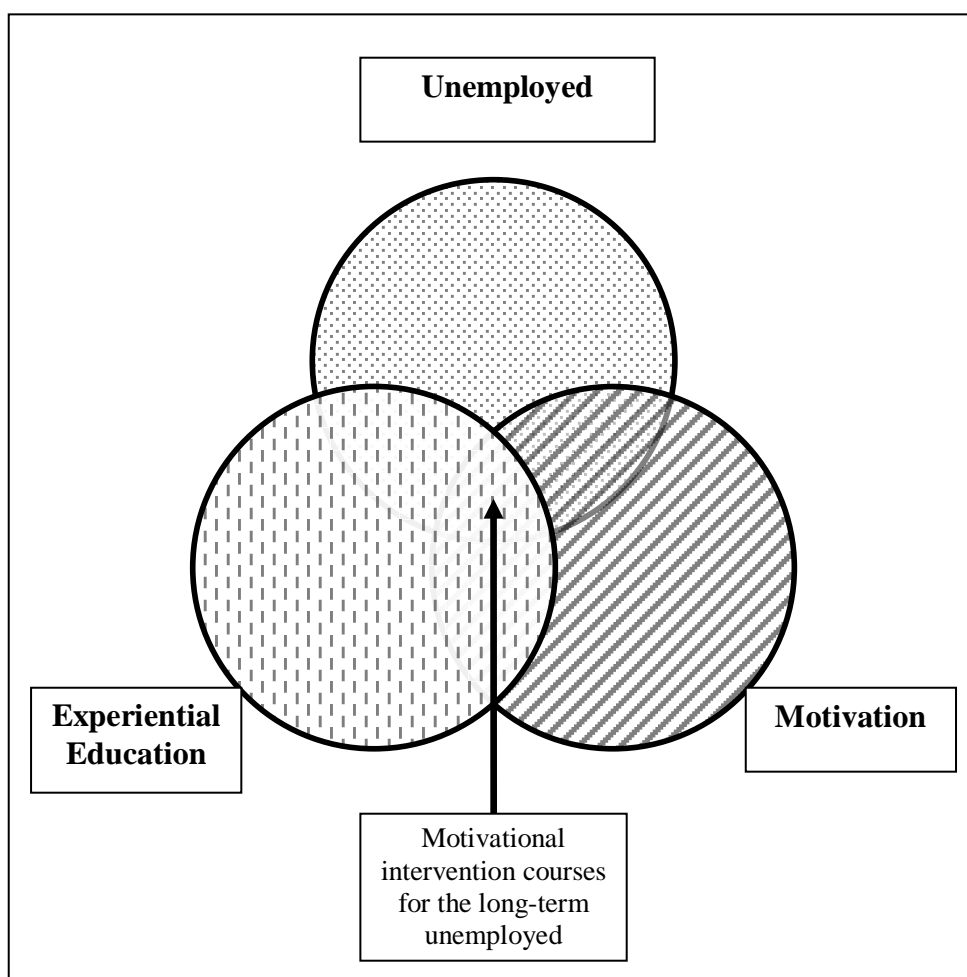 Unemployed
Experiential
Education
Motivation
Motivational
intervention courses
for the long-term
unemployed